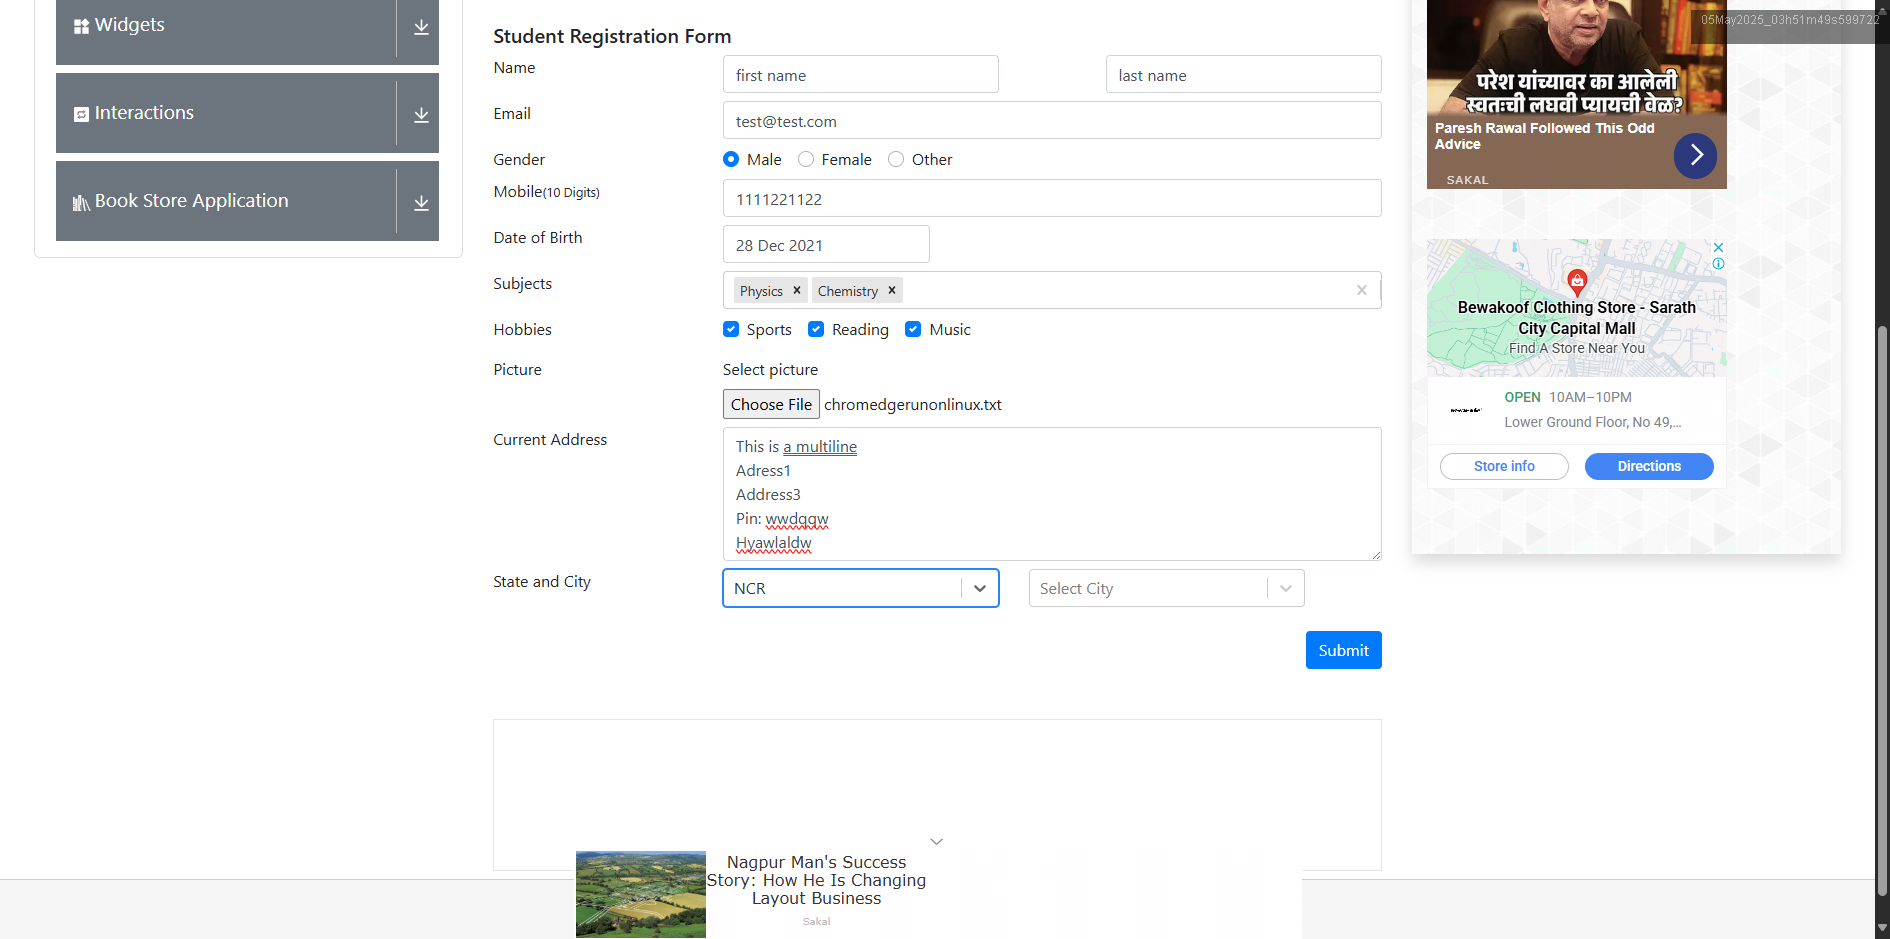 Widgets
Interactions
Book Store Application
Student Registration Form
Name
first name
last name
Email
test@test.com
Gender
Male
Female
Other
Mobile(10 Digits)
1111221122
Date of Birth
28 Dec 2021
Subjects
Physics
Chemistry
Hobbies
Sports
Reading
Music
Picture
Select picture
Choose File chromedgerunonlinux.txt
Current Address
This is a multiline
Adress1
Address3
Pin: wwdqqw
Hyawlaldw
State and City
NCR
Select City
Submit
05May2025_03h51m49s599722
परेश यांच्यावर का आलेली
स्वतःची लघवी प्यायची वेळ?
Paresh Rawal Followed This Odd
Advice
SAKAL
Bewakoof Clothing Store - Sarath
City Capital Mall
Find A Store Near You
OPEN 10AM–10PM
Lower Ground Floor, No 49,...
Store info
Directions
Nagpur Man's Success
Story: How He Is Changing
Layout Business
Sakal